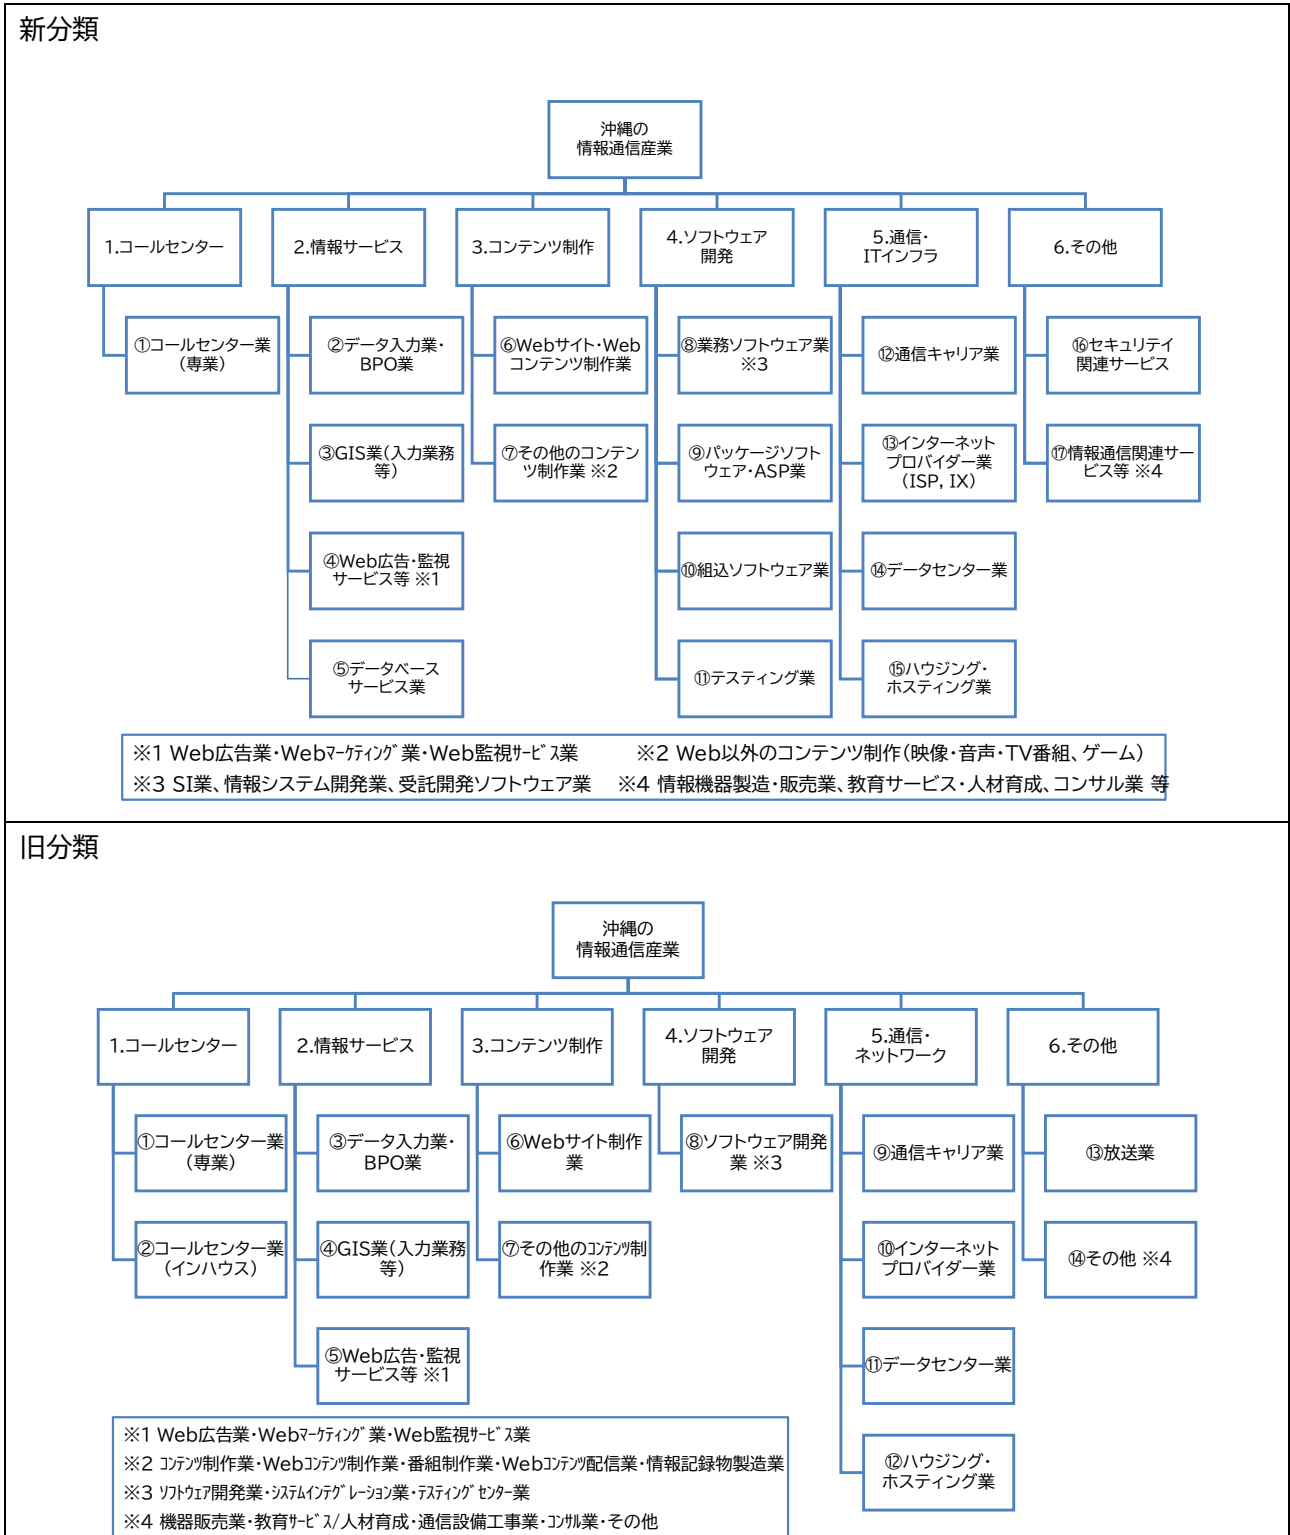 新分類
沖縄の
情報通信産業
1.コールセンター
2.情報サービス
3.コンテンツ制作
4.ソフトウェア
開発
5.通信・
ITインフラ
6.その他
①コールセンター業
(専業)
②データ入力業・
BPO業
⑥Webサイト・Web
コンテンツ制作業
⑧業務ソフトウェア業
※3
⑫通信キャリア業
⑯セキュリテイ
関連サービス
③GIS業(入力業務
等)
⑦その他のコンテン
ツ制作業 ※2
⑨パッケージソフト
ウェア・ASP業
⑬インターネット
プロバイダー業
(ISP, IX)
⑰情報通信関連サー
ビス等 ※4
④Web広告・監視
サービス等 ※1
⑩組込ソフトウェア業
⑭データセンター業
⑤データベース
サービス業
⑪テスティング業
⑮ハウジング・
ホスティング業
※1 Web広告業・Webマーケティング業・Web監視サービス業 ※2 Web以外のコンテンツ制作(映像・音声・TV番組、ゲーム)
※3 SI業、情報システム開発業、受託開発ソフトウェア業 ※4 情報機器製造・販売業、教育サービス・人材育成、コンサル業 等
旧分類
沖縄の
情報通信産業
1.コールセンター
2.情報サービス
3.コンテンツ制作
4.ソフトウェア
開発
5.通信・
ネットワーク
6.その他
①コールセンター業
(専業)
③データ入力業・
BPO業
⑥Webサイト制作
業
⑧ソフトウェア開発
業 ※3
⑨通信キャリア業
⑬放送業
②コールセンター業
(インハウス)
④GIS業(入力業務
等)
⑦その他のコンテンツ制
作業 ※2
⑩インターネット
プロバイダー業
⑭その他 ※4
⑤Web広告・監視
サービス等 ※1
⑪データセンター業
⑫ハウジング・
ホスティング業
※1 Web広告業・Webマーケティング業・Web監視サービス業
※2 コンテンツ制作業・Webコンテンツ制作業・番組制作業・Webコンテンツ配信業・情報記録物製造業
※3 ソフトウェア開発業・システムインテグレーション業・テスティングセンター業
※4 機器販売業・教育サービス/人材育成・通信設備工事業・コンサル業・その他